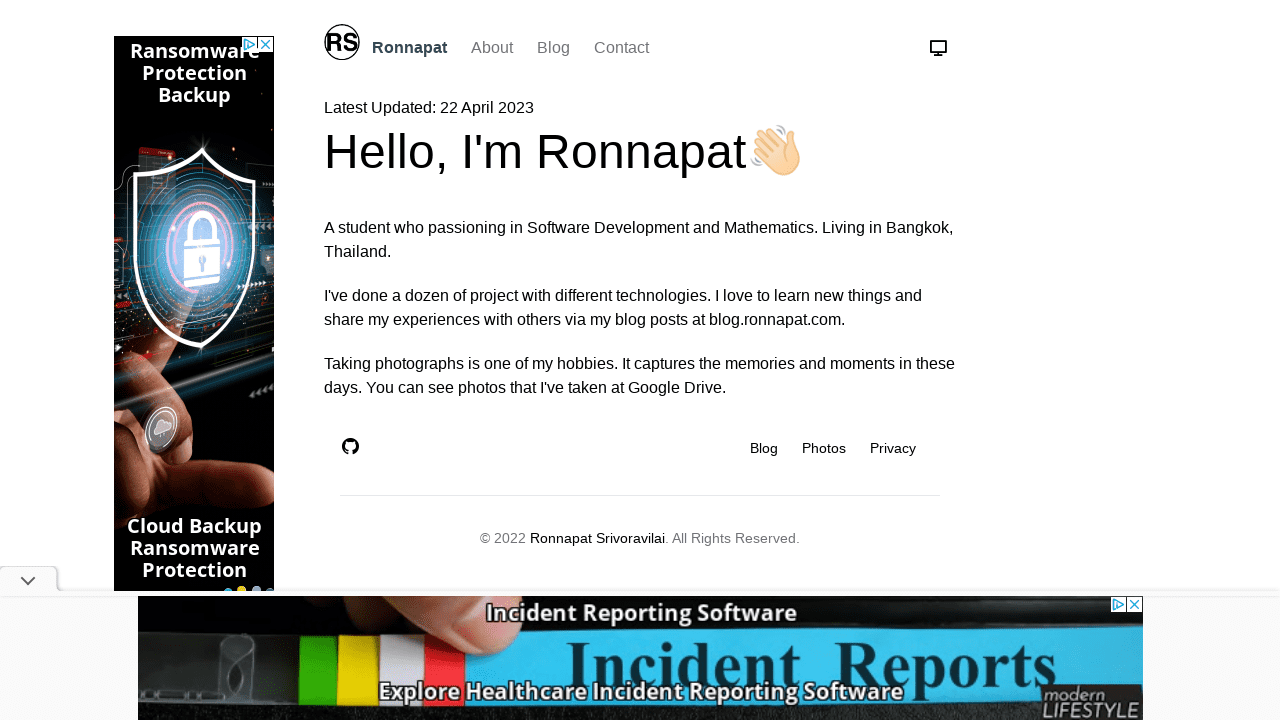 RS
Ronnapat About Blog Contact
Latest Updated: 22 April 2023
Hello, I'm Ronnapat
A student who passioning in Software Development and Mathematics. Living in Bangkok,
Thailand.
I've done a dozen of project with different technologies. I love to learn new things and
share my experiences with others via my blog posts at blog.ronnapat.com.
Taking photographs is one of my hobbies. It captures the memories and moments in these
days. You can see photos that I've taken at Google Drive.
Blog Photos Privacy
© 2022 Ronnapat Srivoravilai. All Rights Reserved.
Ransomware
Protection
Backup
Cloud Backup
Ransomware
Protection
Incident Reporting Software
Incident Reports
Explore Healthcare Incident Reporting Software
modern
LIFESTYLE